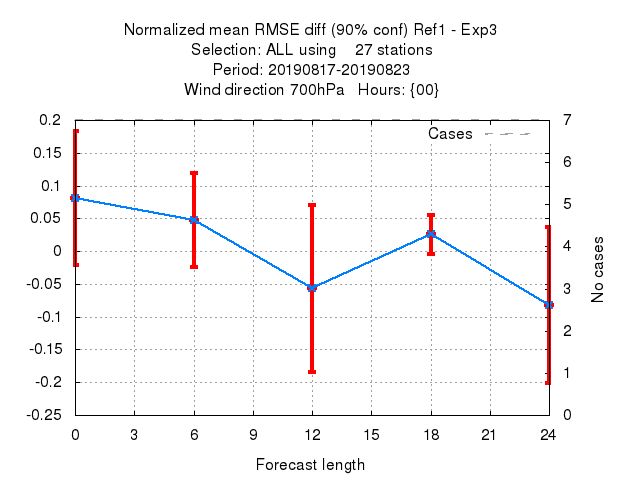 Normalized mean RMSE diff (90% conf) Ref1 - Exp3
Selection: ALL using    27 stations
Period: 20190817-20190823
Wind direction 700hPa   Hours: {00}
Cases
0.2
0.15
0.1
0.05
0
-0.05
-0.1
-0.15
-0.2
-0.25
7
6
5
4
3
2
1
0
No cases
0 3 6 9 12 15 18 21 24
Forecast length